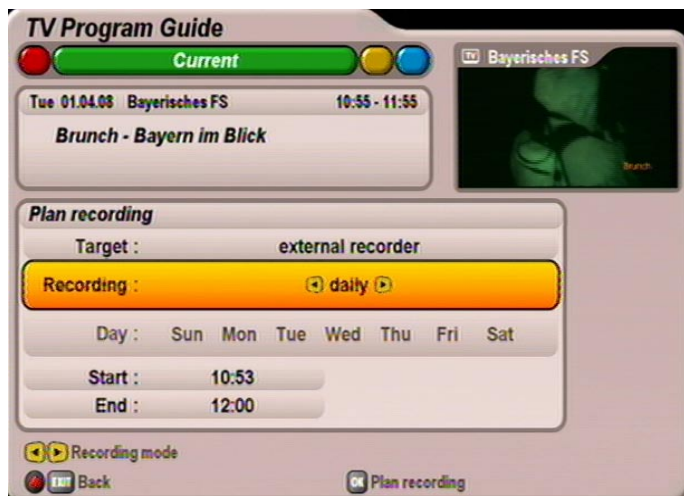 TV Program Guide
Current
TV Bayerisches FS
Tue 01.04.08 Bayerisches FS 10:55 - 11:55
Brunch - Bayern im Blick
Brunch
Plan recording
Target : external recorder
Recording : daily
Day : Sun Mon Tue Wed Thu Fri Sat
Start : 10:53
End : 12:00
Recording mode
EXIT Back OK Plan recording